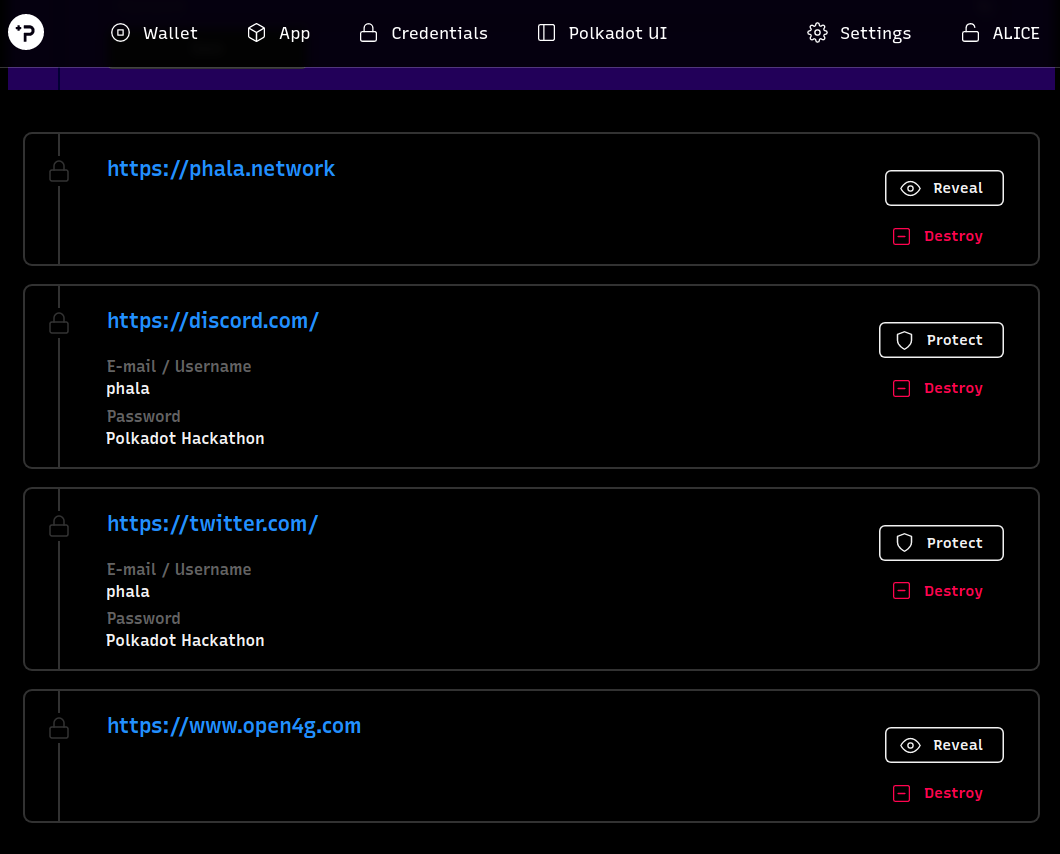 Wallet App Credentials Polkadot UI Settings ALICE
https://phala.network
Reveal
Destroy
https://discord.com/
Protect
E-mail / Username
phala
Destroy
Password
Polkadot Hackathon
https://twitter.com/
Protect
E-mail / Username
phala
Destroy
Password
Polkadot Hackathon
https://www.open4g.com
Reveal
Destroy